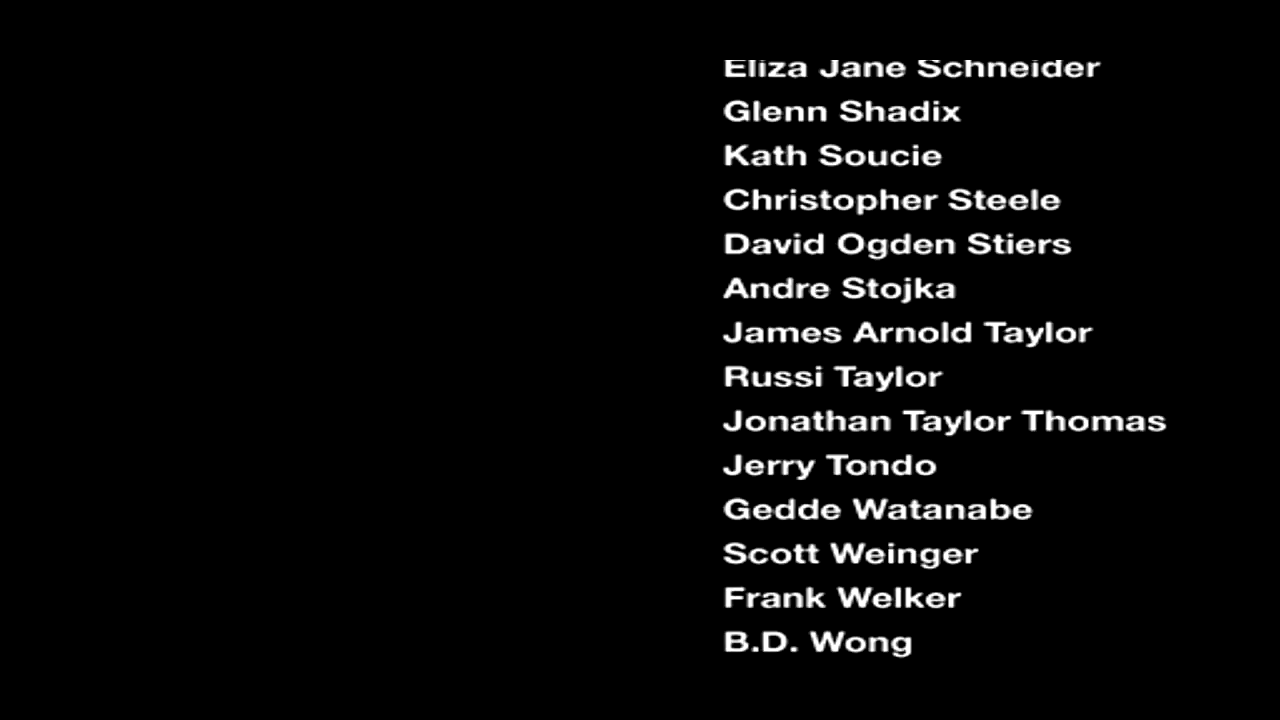 Eliza Jane Schneider
Glenn Shadix
Kath Soucie
Christopher Steele
David Ogden Stiers
Andre Stojka
James Arnold Taylor
Russi Taylor
Jonathan Taylor Thomas
Jerry Tondo
Gedde Watanabe
Scott Weinger
Frank Welker
B.D. Wong